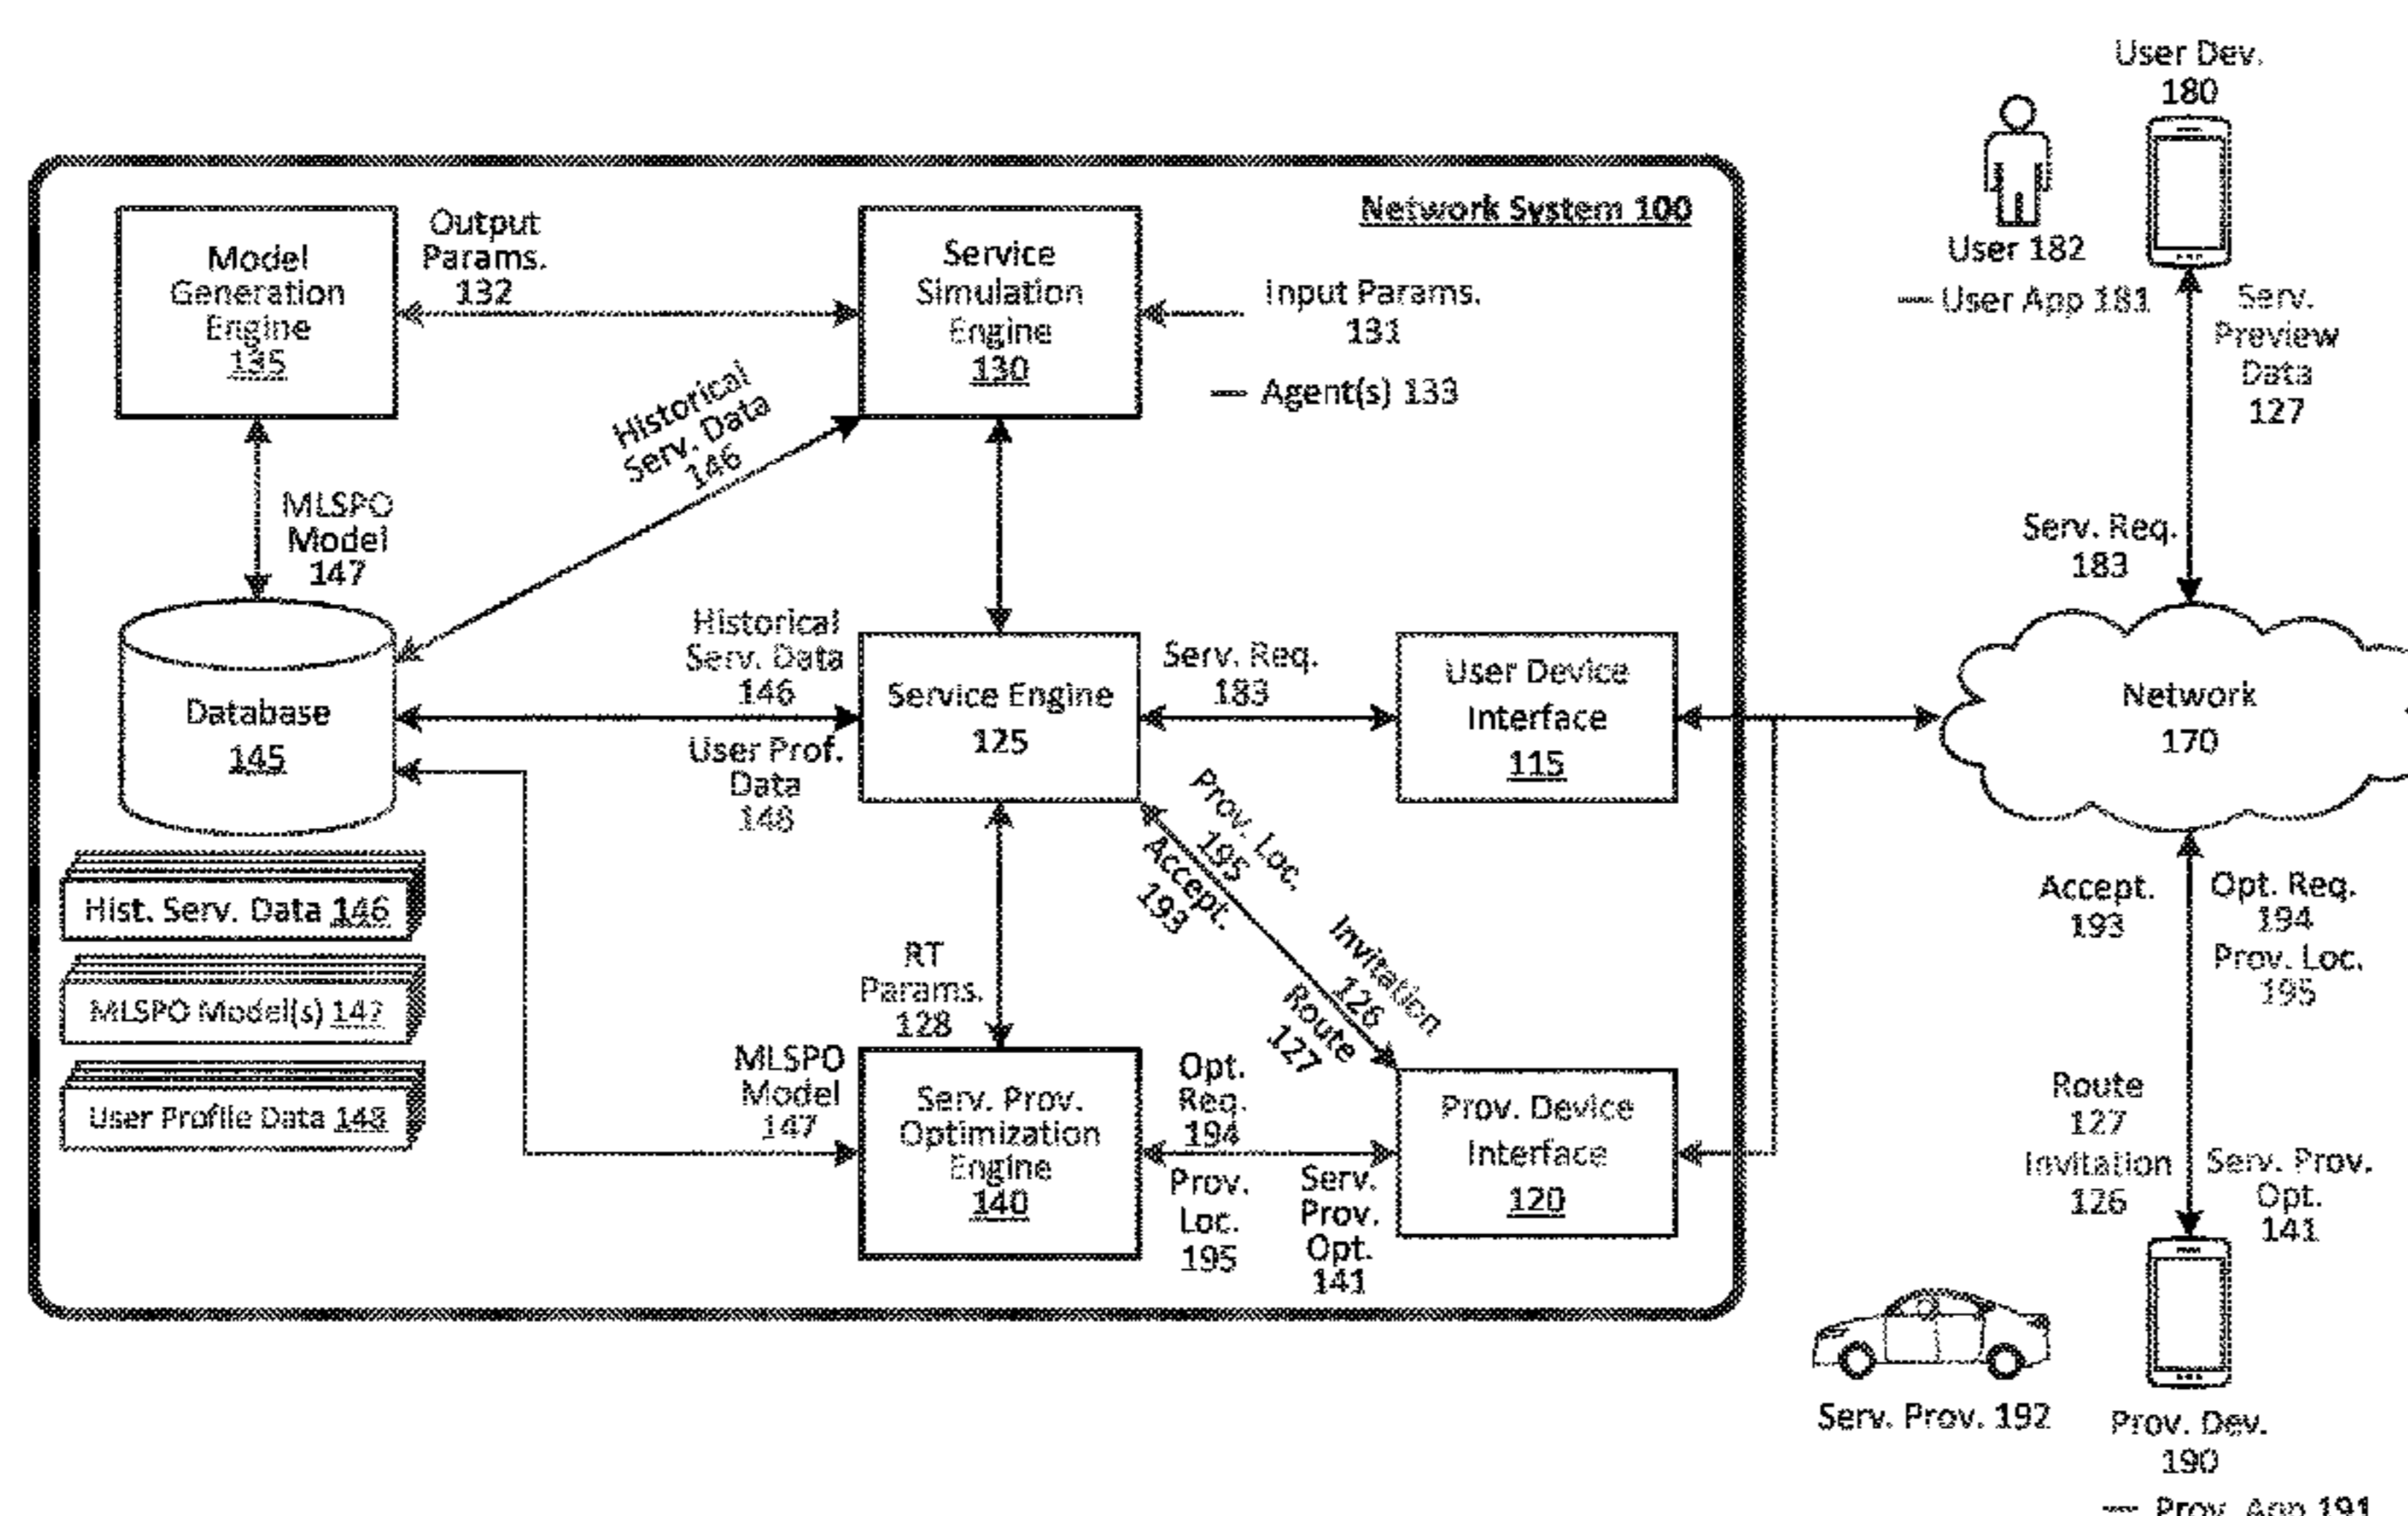 User Dev.
180
User 182
User App 181
Serv.
Preview
Data
127
Serv. Req.
183
Network System 100
Model
Generation
Engine
135
Output
Params.
132
Service
Simulation
Engine
130
Input Params.
131
Agent(s) 133
Historical
Serv. Data
146
MLSPO
Model
147
Database
145
Historical
Serv. Data
146
User Prof.
Data
148
Service Engine
125
Serv. Req.
183
User Device
Interface
115
Network
170
Hist. Serv. Data 146
MLSPO Model(s) 147
User Profile Data 148
Prov. Loc.
195
Accept.
193
Invitation
126
Route
127
RT
Params.
128
MLSPO
Model
147
Serv. Prov.
Optimization
Engine
140
Opt.
Req.
194
Prov.
Loc.
195
Serv.
Prov.
Opt.
141
Prov. Device
Interface
120
Accept.
193
Opt. Req.
194
Prov. Loc.
195
Route
127
Invitation
126
Serv. Prov.
Opt.
141
Serv. Prov. 192
Prov. Dev.
190
Prov. App 191